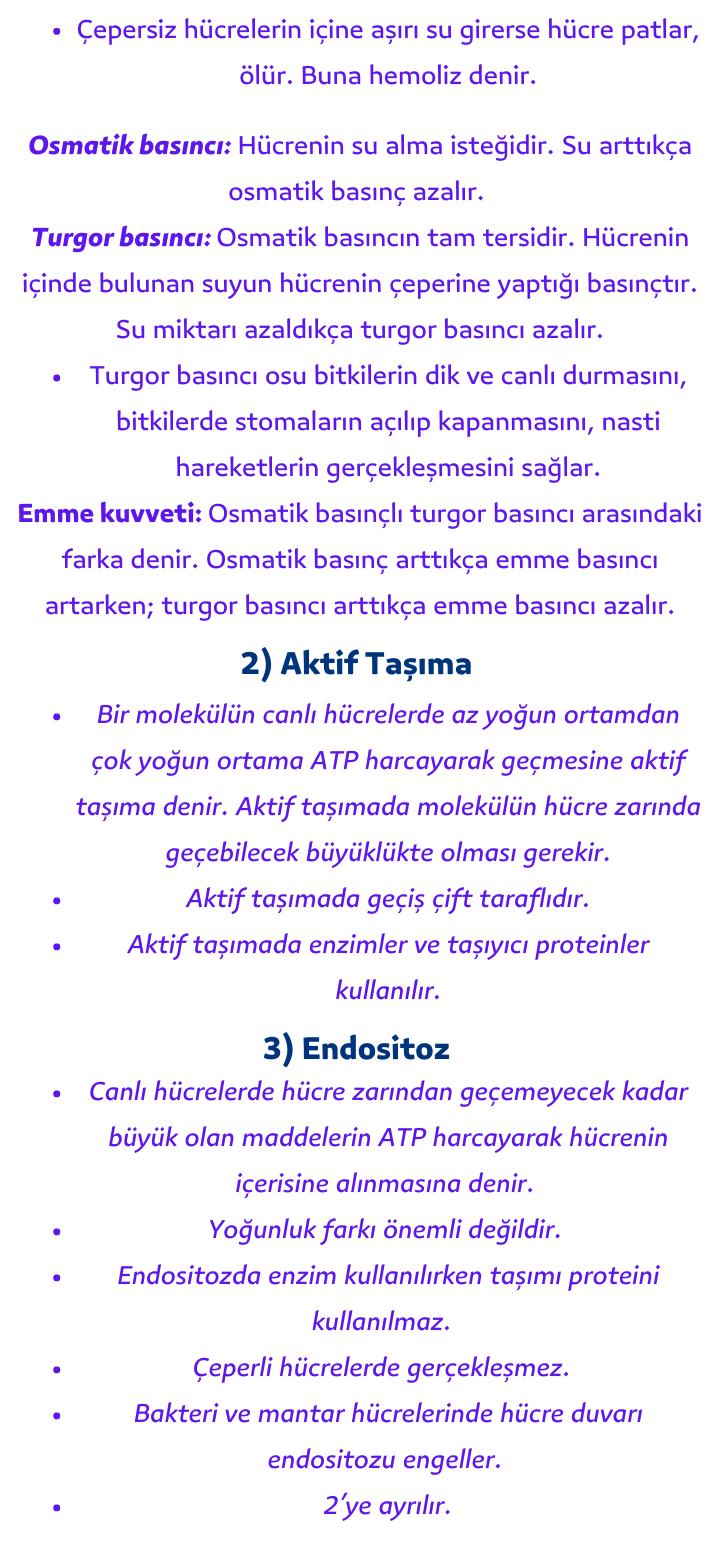 • Çepersiz hücrelerin içine aşırı su girerse hücre patlar,
ölür. Buna hemoliz denir.
Osmatik basıncı: Hücrenin su alma isteğidir. Su arttıkça
osmatik basınç azalır.
Turgor basıncı: Osmatik basıncın tam tersidir. Hücrenin
içinde bulunan suyun hücrenin çeperine yaptığı basınçtır.
Su miktarı azaldıkça turgor basıncı azalır.
• Turgor basıncı osu bitkilerin dik ve canlı durmasını,
bitkilerde stomaların açılıp kapanmasını, nasti
hareketlerin gerçekleşmesini sağlar.
Emme kuvveti: Osmatik basınçlı turgor basıncı arasındaki
farka denir. Osmatik basınç arttıkça emme basıncı
artarken; turgor basıncı arttıkça emme basıncı azalır.
2) Aktif Taşıma
• Bir molekülün canlı hücrelerde az yoğun ortamdan
çok yoğun ortama ATP harcayarak geçmesine aktif
taşıma denir. Aktif taşımada molekülün hücre zarında
geçebilecek büyüklükte olması gerekir.
• Aktif taşımada geçiş çift taraflıdır.
• Aktif taşımada enzimler ve taşıyıcı proteinler
kullanılır.
3) Endositoz
• Canlı hücrelerde hücre zarından geçemeyecek kadar
büyük olan maddelerin ATP harcayarak hücrenin
içerisine alınmasına denir.
• Yoğunluk farkı önemli değildir.
• Endositozda enzim kullanılırken taşımı proteini
kullanılmaz.
• Çeperli hücrelerde gerçekleşmez.
• Bakteri ve mantar hücrelerinde hücre duvarı
endositozu engeller.
• 2’ye ayrılır.